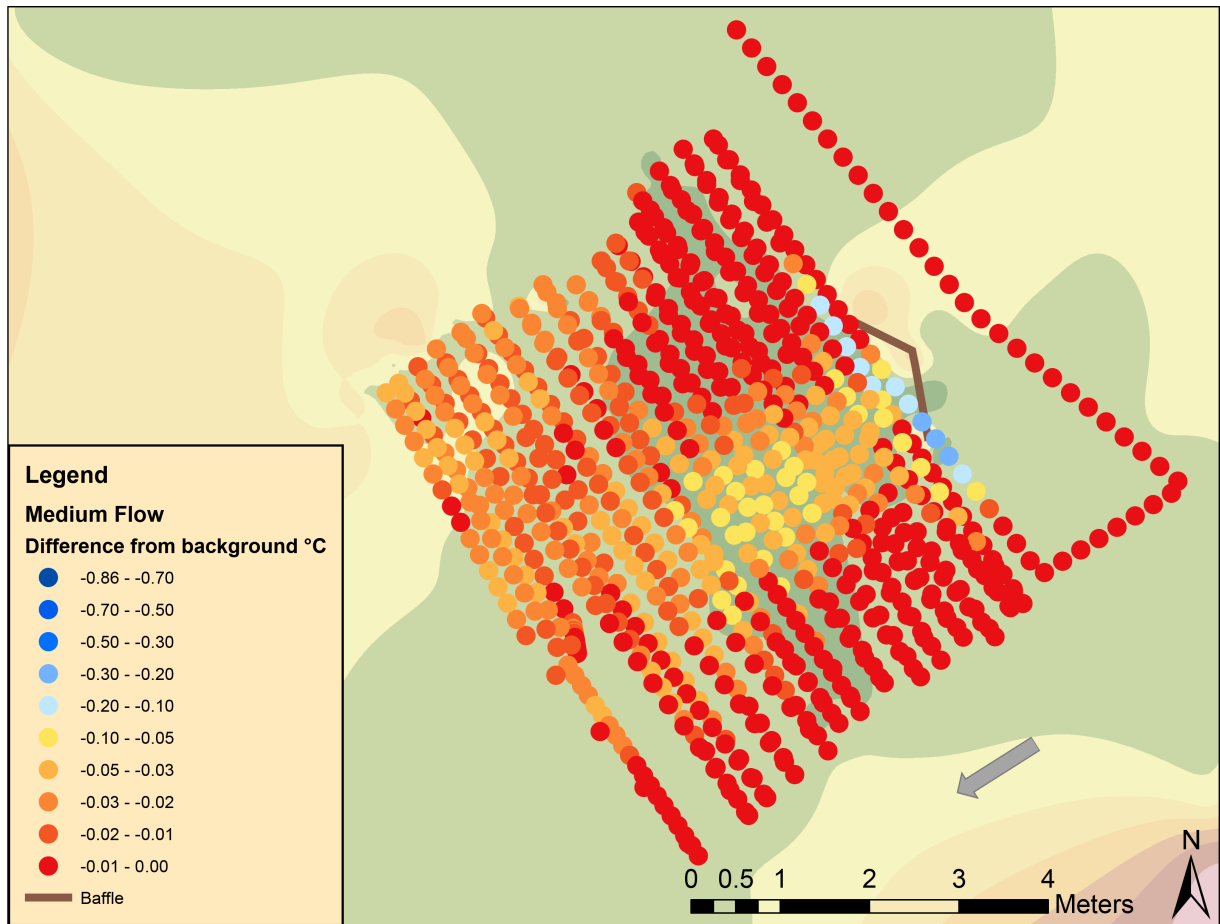 Legend
Medium Flow
Difference from background °C
-0.86 - -0.70
-0.70 - -0.50
-0.50 - -0.30
-0.30 - -0.20
-0.20 - -0.10
-0.10 - -0.05
-0.05 - -0.03
-0.03 - -0.02
-0.02 - -0.01
-0.01 - 0.00
Baffle
N
0 0.5 1 2 3 4
Meters